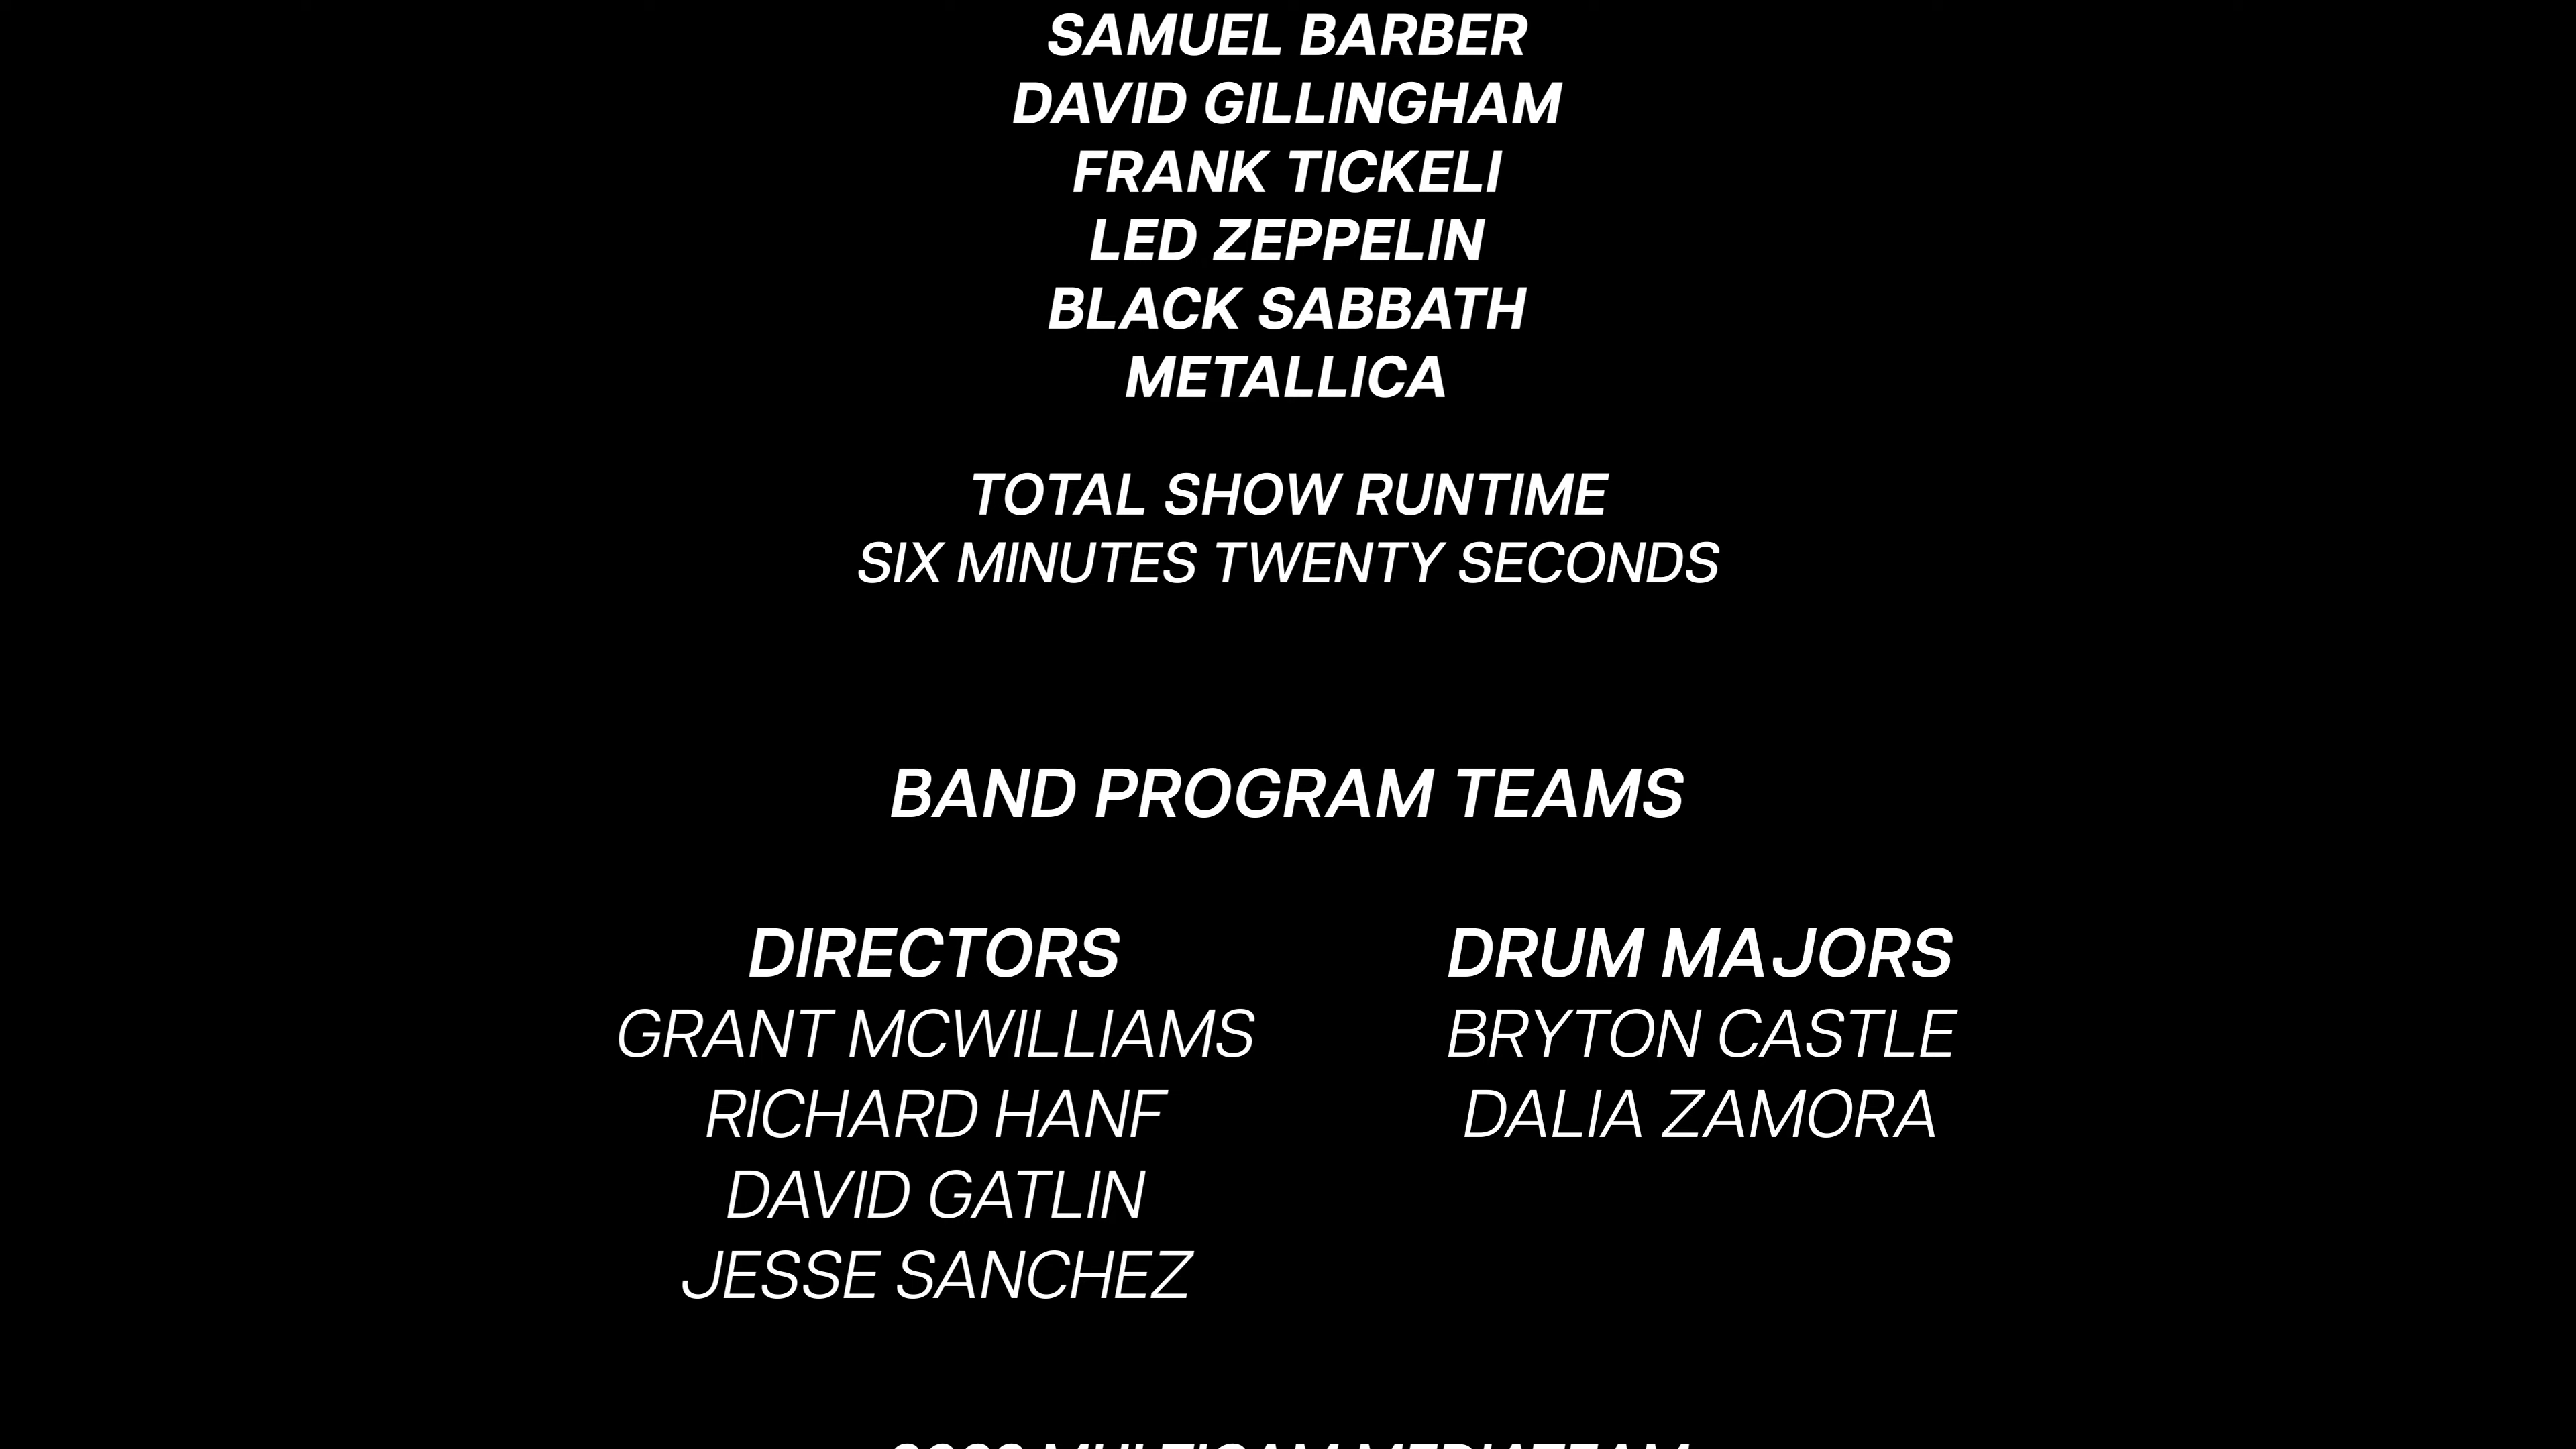 SAMUEL BARBER
DAVID GILLINGHAM
FRANK TICKELI
LED ZEPPELIN
BLACK SABBATH
METALLICA
TOTAL SHOW RUNTIME
SIX MINUTES TWENTY SECONDS
BAND PROGRAM TEAMS
DIRECTORS
GRANT MCWILLIAMS
RICHARD HANF
DAVID GATLIN
JESSE SANCHEZ
DRUM MAJORS
BRYTON CASTLE
DALIA ZAMORA